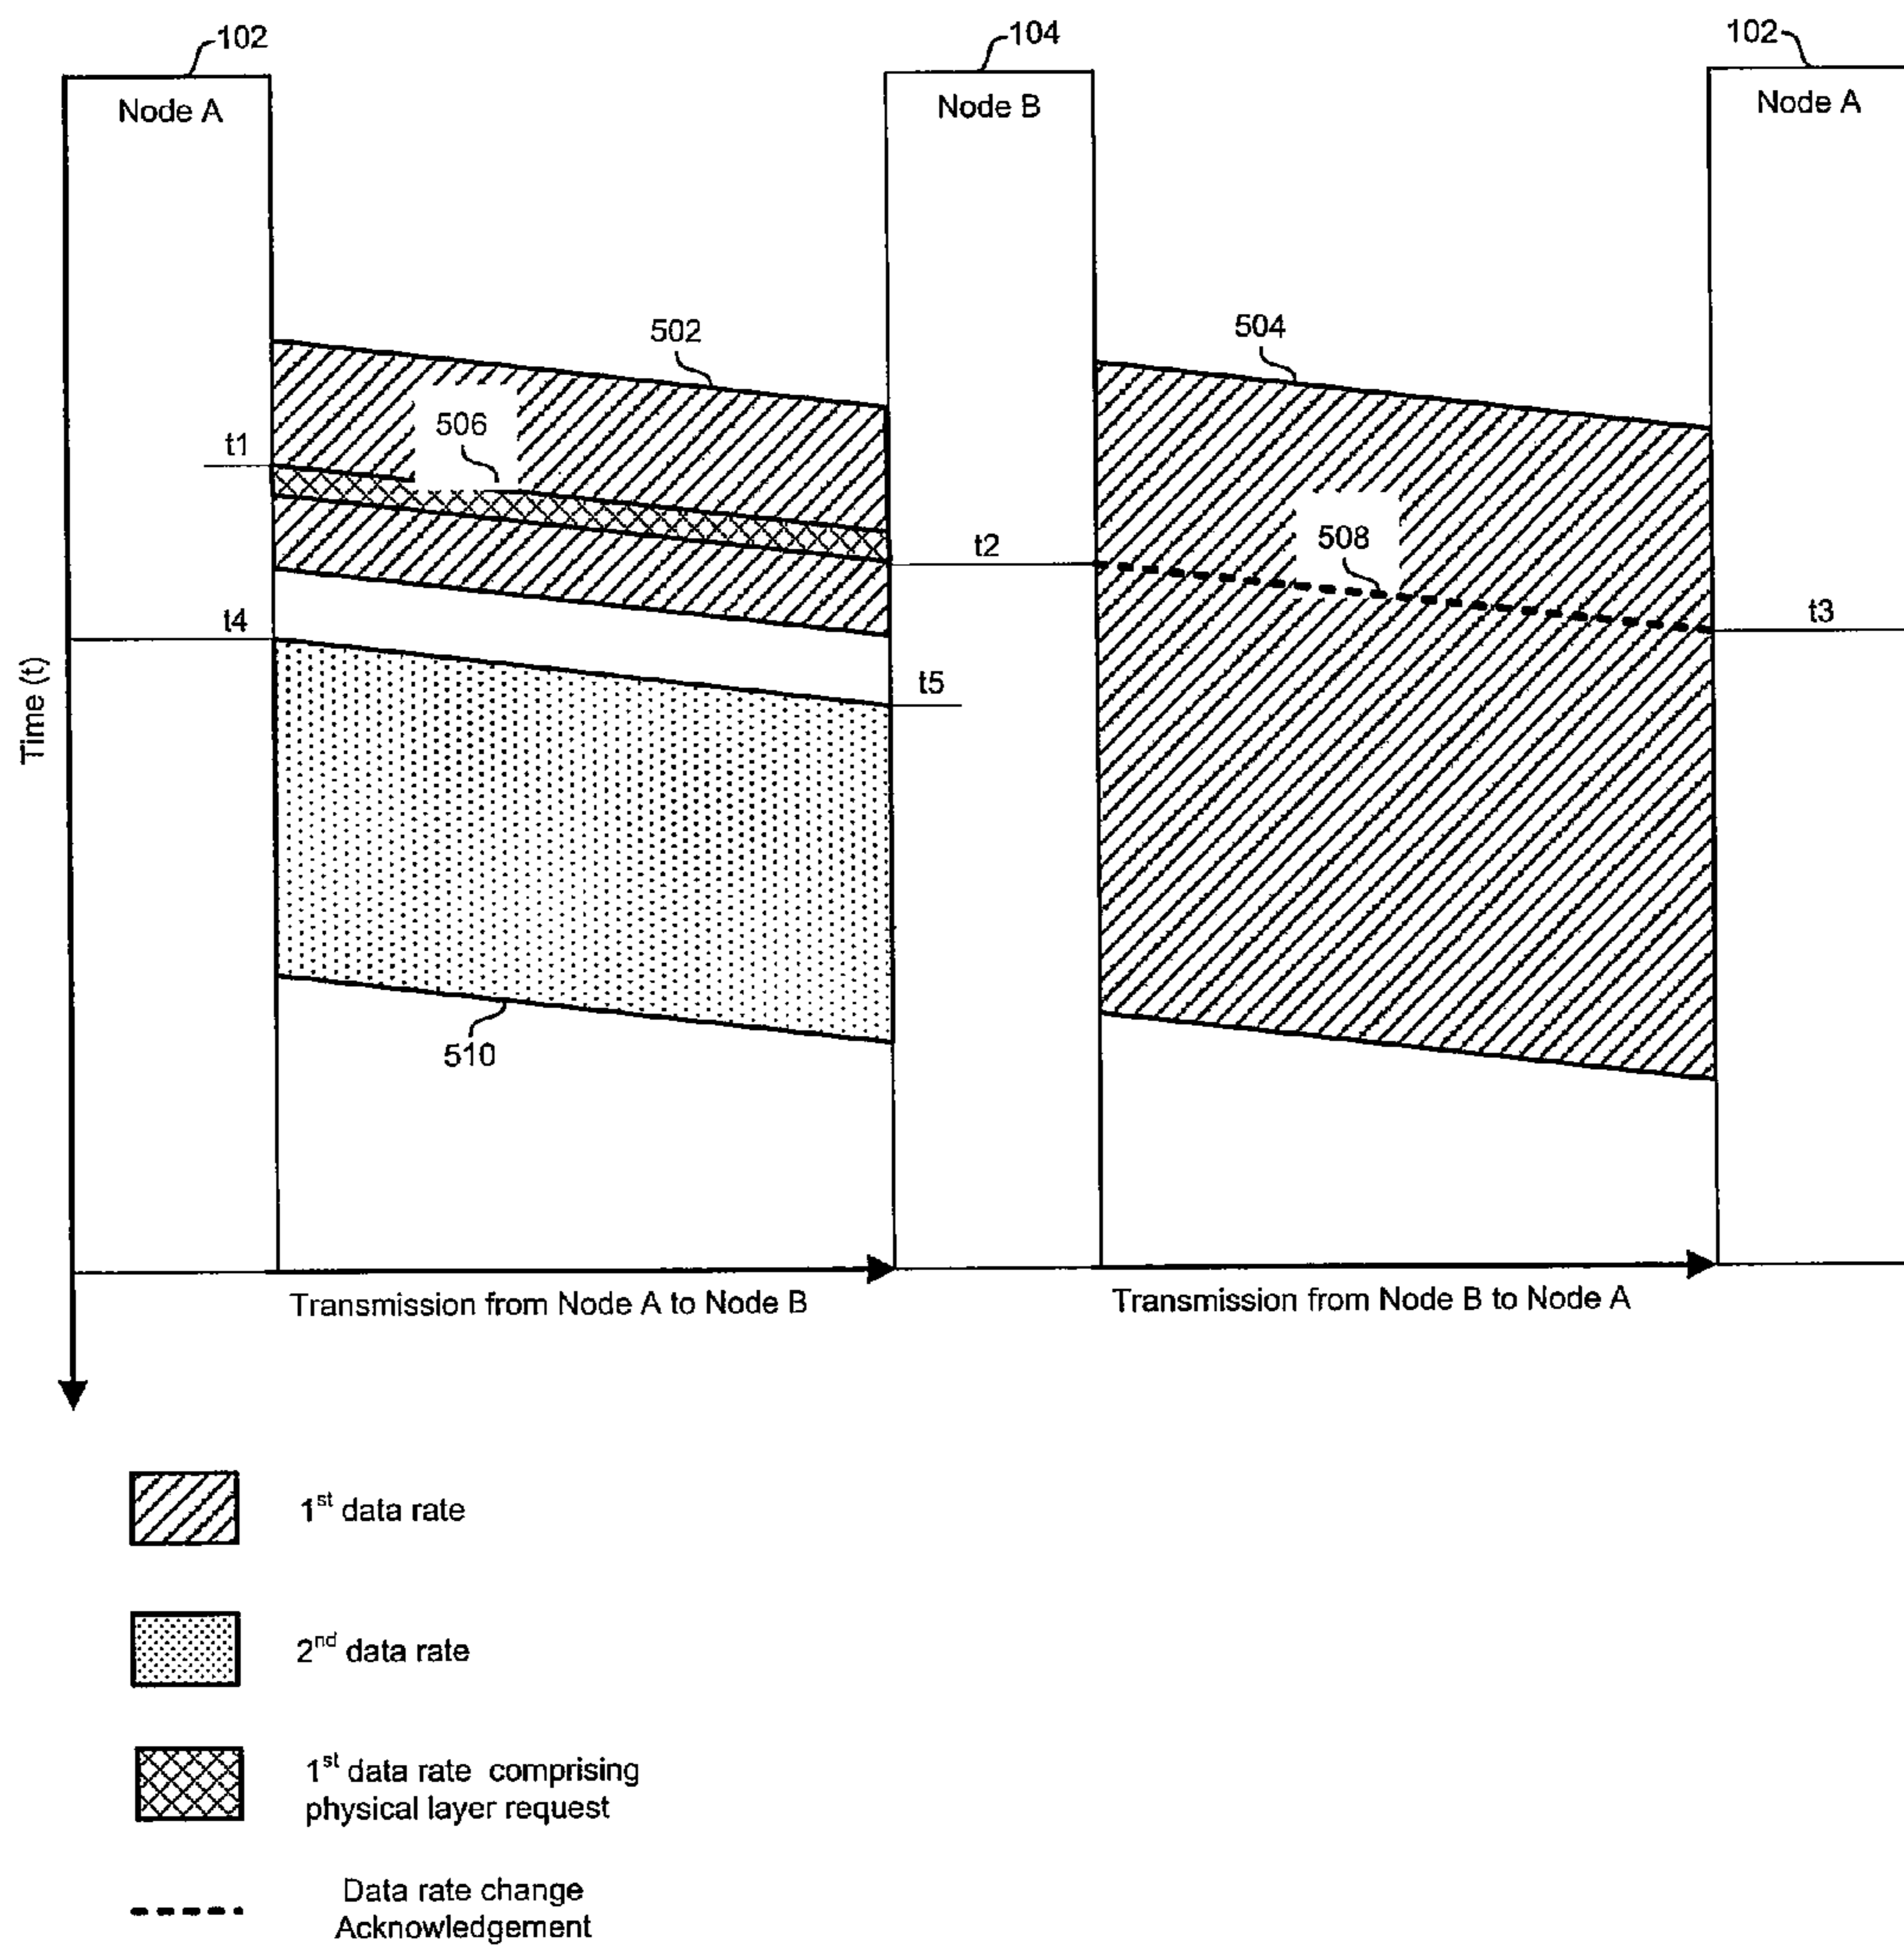 102
104
102
Node A
Node B
Node A
502
504
506
t1
508
t2
t4
t3
t5
Time (t)
510
Transmission from Node A to Node B
Transmission from Node B to Node A
1st data rate
2nd data rate
1st data rate comprising
physical layer request
Data rate change
Acknowledgement